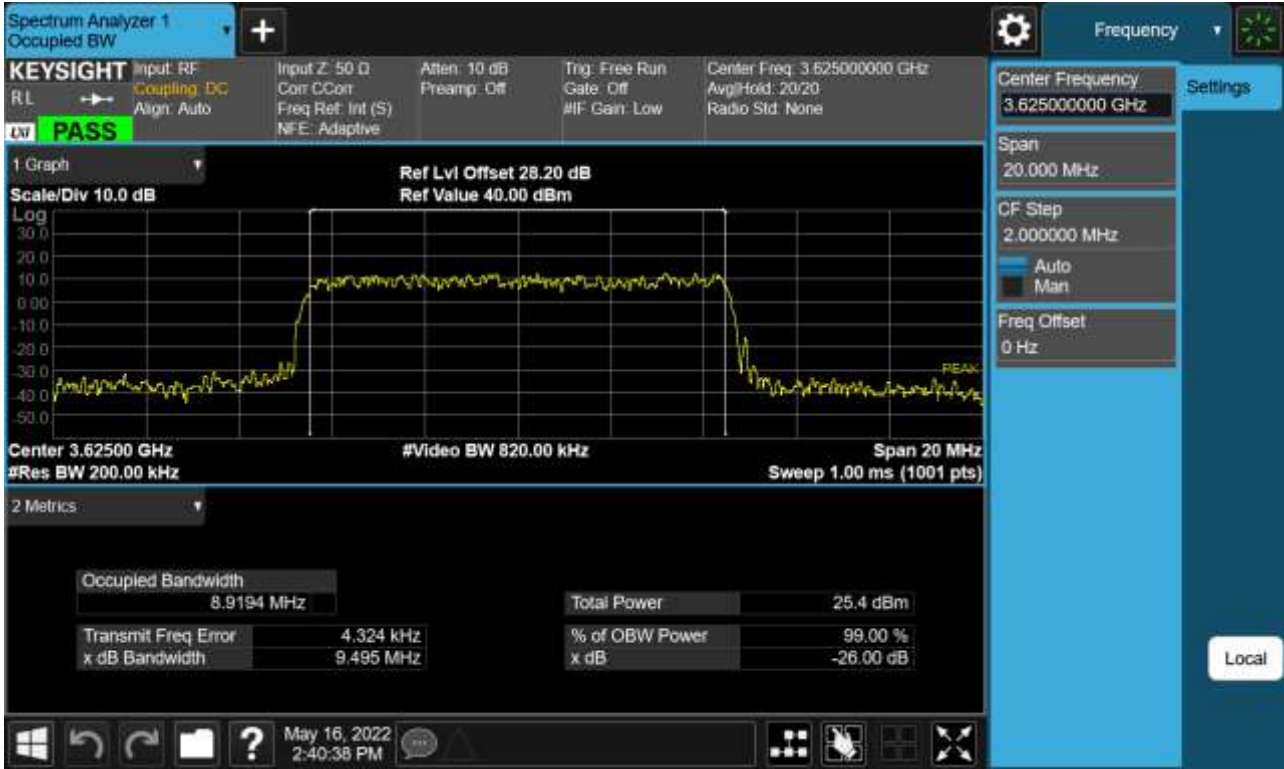 Spectrum Analyzer 1
Occupied BW
+
Frequency
KEYSIGHT Input: RF
Coupling: DC
Align: Auto
RL
LXI PASS
Input Z: 50 Ω
Corr CCorr
Freq Ref: Int (S)
NFE: Adaptive
Atten: 10 dB
Preamp: Off
Trig: Free Run
Gate: Off
#IF Gain: Low
Center Freq: 3.625000000 GHz
Avg|Hold: 20/20
Radio Std: None
Center Frequency
3.625000000 GHz
Settings
Span
20.000 MHz
CF Step
2.000000 MHz
Auto
Man
Freq Offset
0 Hz
Local
1 Graph
Scale/Div 10.0 dB
Ref Lvl Offset 28.20 dB
Ref Value 40.00 dBm
Log
30.0
20.0
10.0
0.00
-10.0
-20.0
-30.0
-40.0
-50.0
PEAK
Center 3.62500 GHz
#Res BW 200.00 kHz
#Video BW 820.00 kHz
Span 20 MHz
Sweep 1.00 ms (1001 pts)
2 Metrics
Occupied Bandwidth
8.9194 MHz
Total Power 25.4 dBm
Transmit Freq Error 4.324 kHz
% of OBW Power 99.00 %
x dB Bandwidth 9.495 MHz
x dB -26.00 dB
?
May 16, 2022
2:40:38 PM